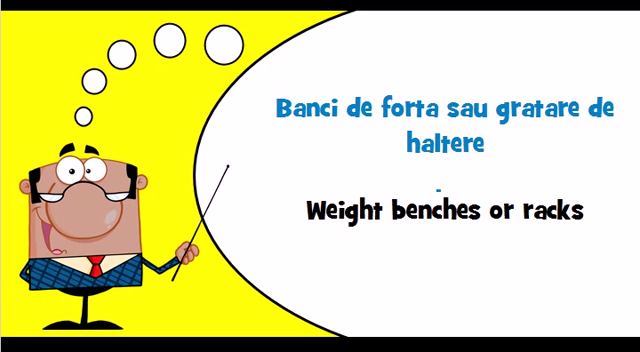 Banci de forta sau gratare de
haltere
-
Weight benches or racks